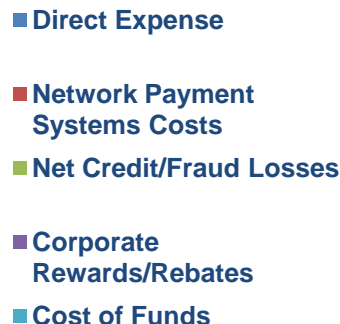 Direct Expense
Network Payment
Systems Costs
Net Credit/Fraud Losses
Corporate
Rewards/Rebates
Cost of Funds